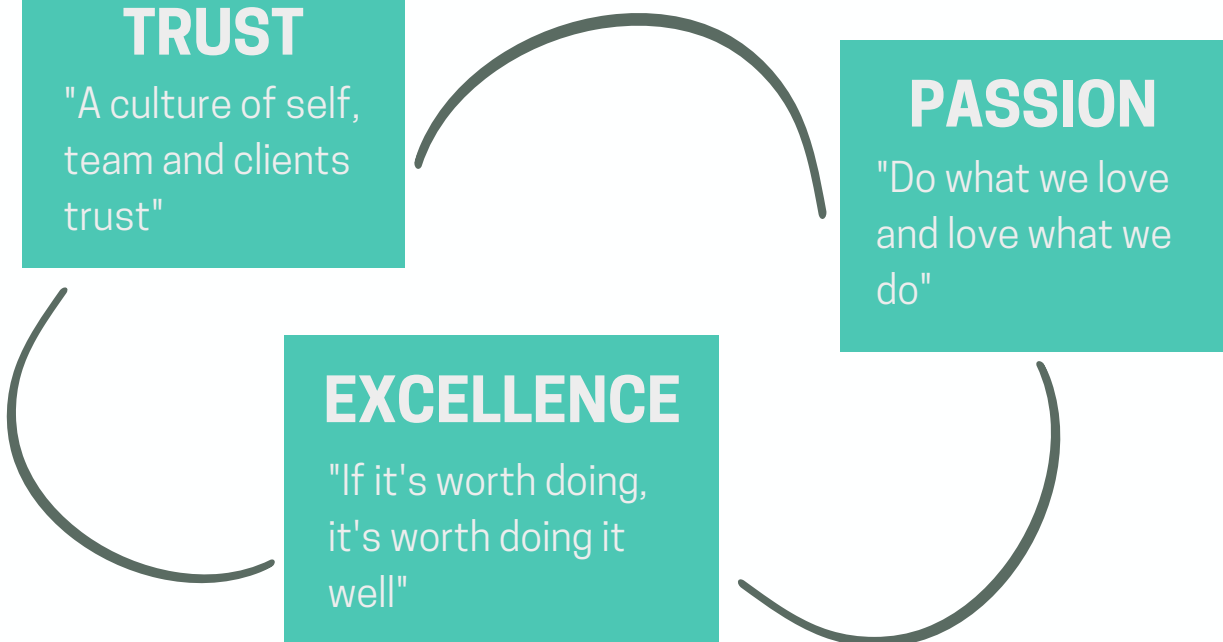 TRUST
"A culture of self,
team and clients
trust"
PASSION
"Do what we love
and love what we
do"
EXCELLENCE
"If it's worth doing,
it's worth doing it
well"